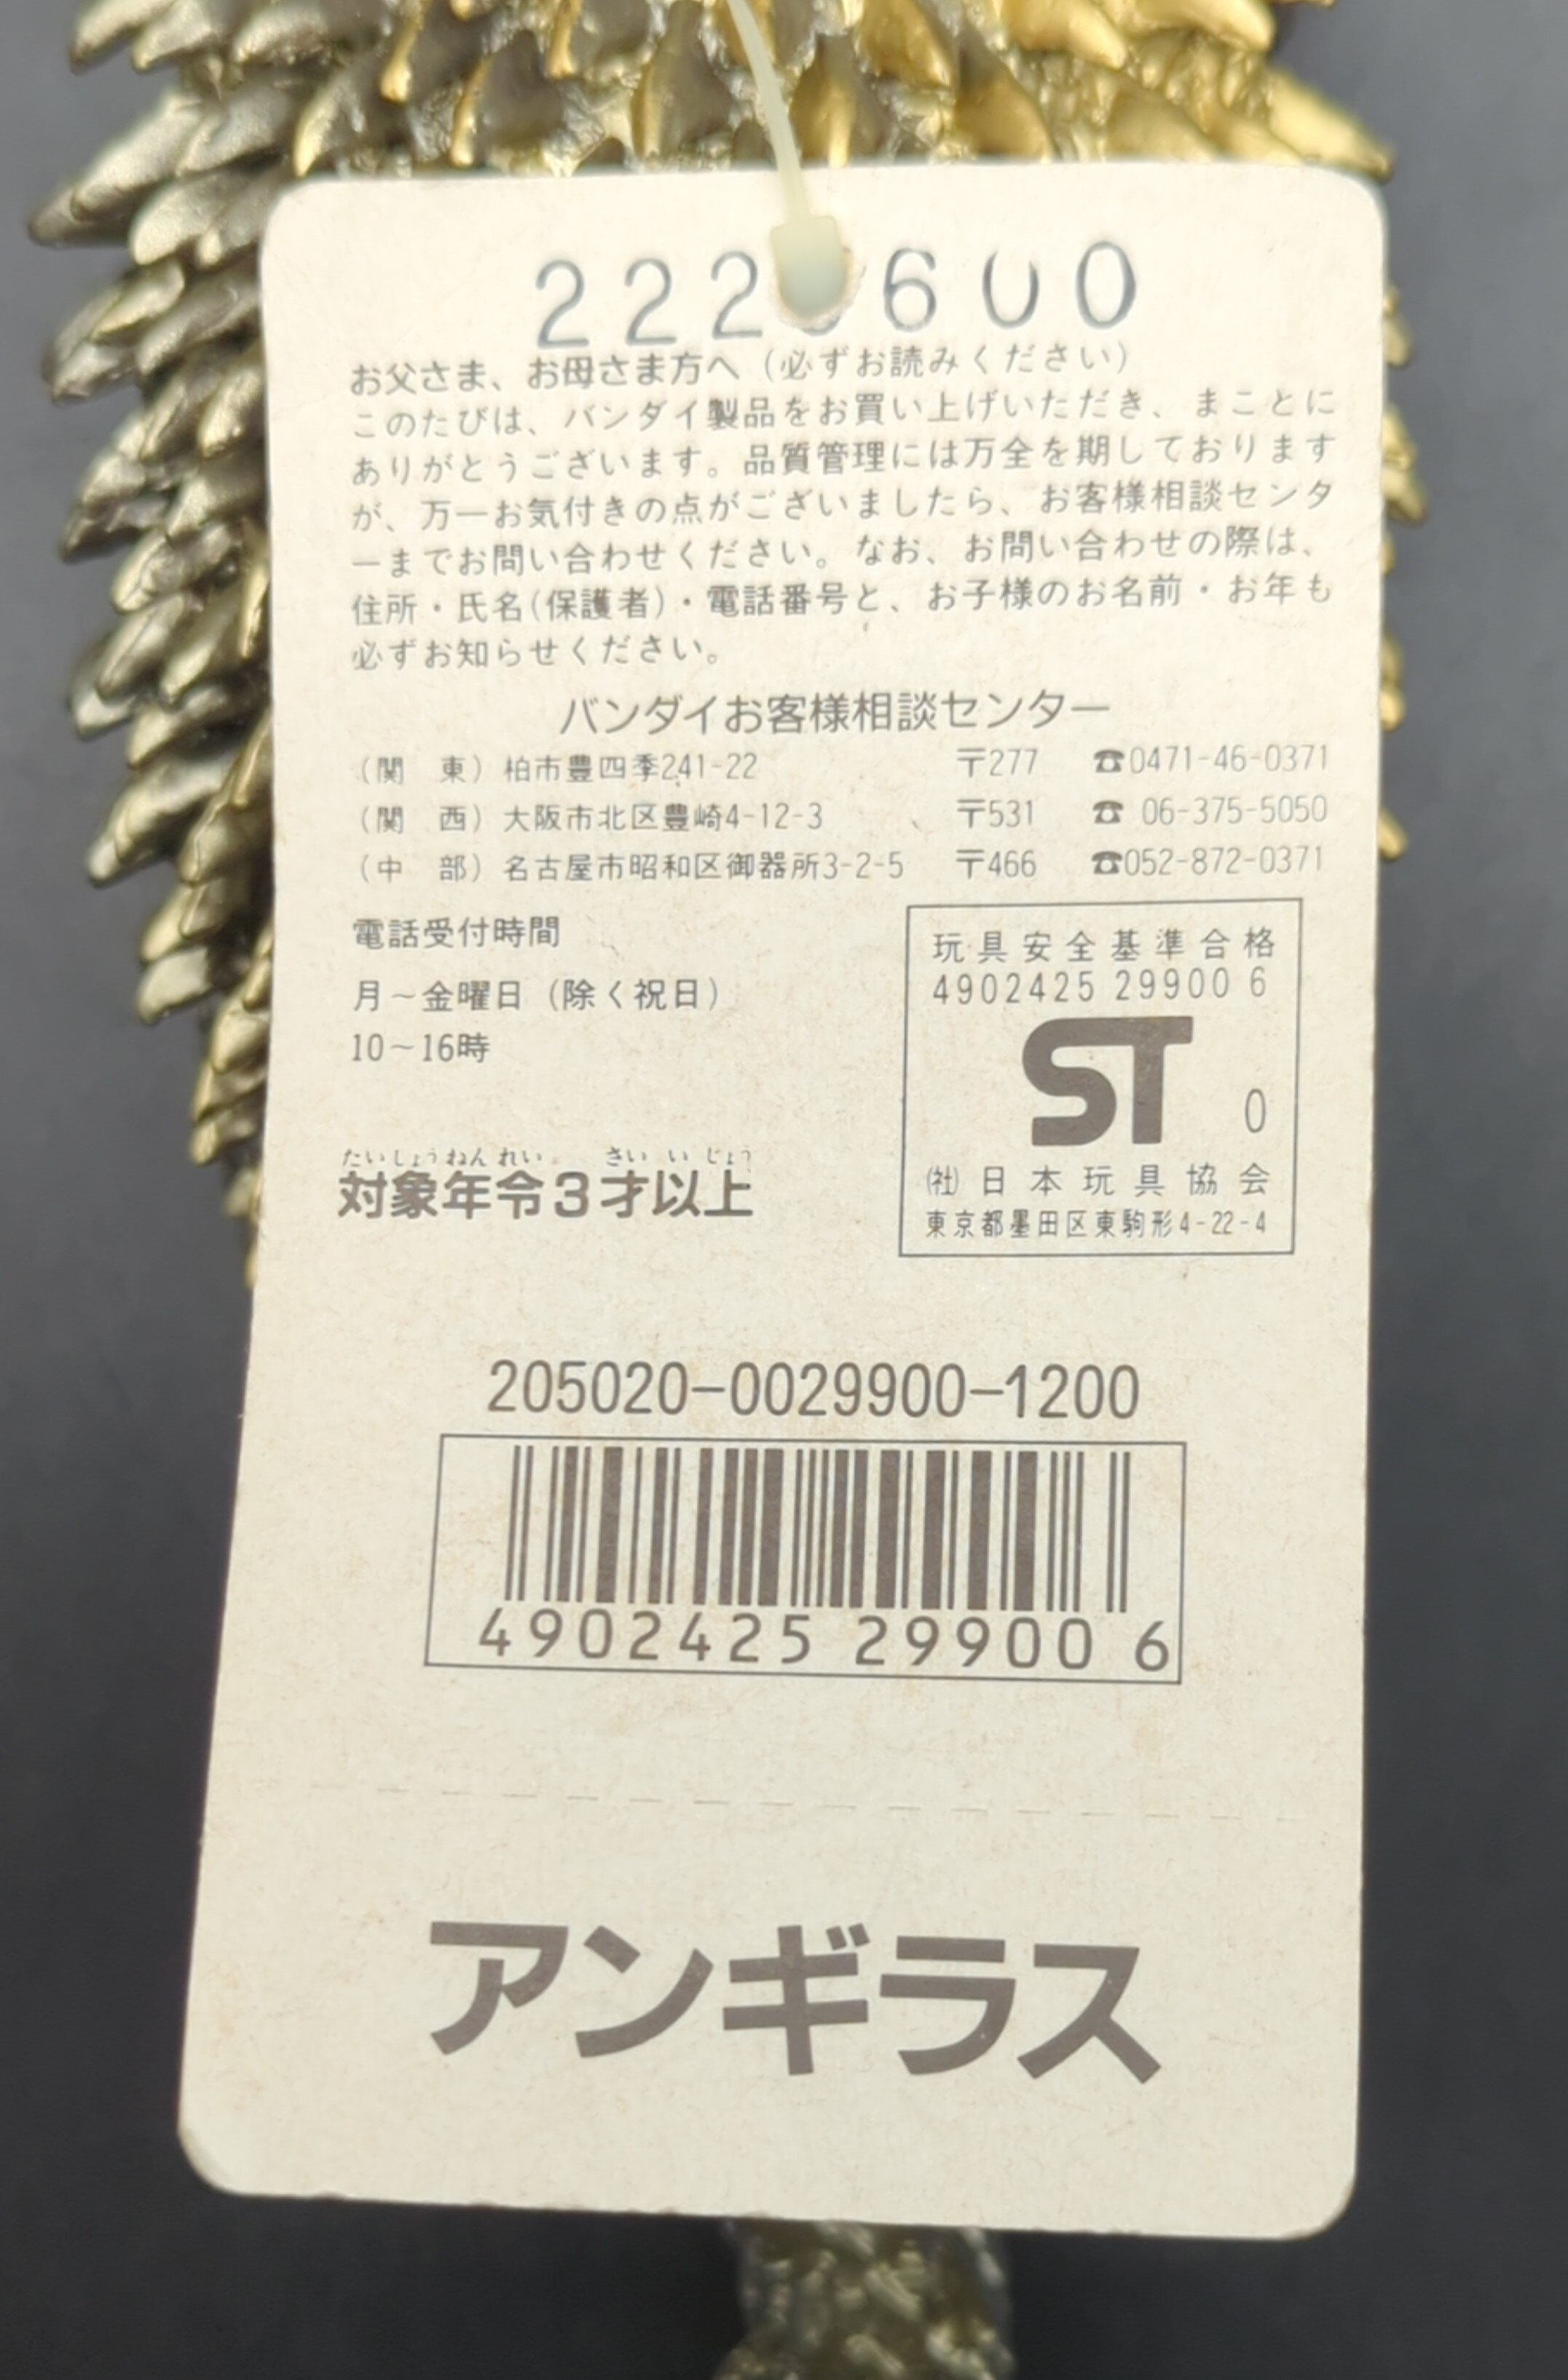 222 600
お父さま、お母さま方へ（必ずお読みください）
このたびは、バンダイ製品をお買い上げいただき、まことに
ありがとうございます。品質管理には万全を期しております
が、万一お気付きの点がございましたら、お客様相談センタ
ーまでお問い合わせください。なお、お問い合わせの際は、
住所・氏名(保護者)・電話番号と、お子様のお名前・お年も
必ずお知らせください。
バンダイお客様相談センター
（関　東）柏市豊四季241-22 〒277 ☎0471-46-0371
（関　西）大阪市北区豊崎4-12-3 〒531 ☎ 06-375-5050
（中　部）名古屋市昭和区御器所3-2-5 〒466 ☎052-872-0371
電話受付時間
月～金曜日（除く祝日）
10～16時
玩具安全基準合格
4902425 29900 6
ST 0
㈳日本玩具協会
東京都墨田区東駒形4-22-4
たいしょうねんれい さい いじょう
対象年令3才以上
205020-0029900-1200
4902425 29900 6
アンギラス